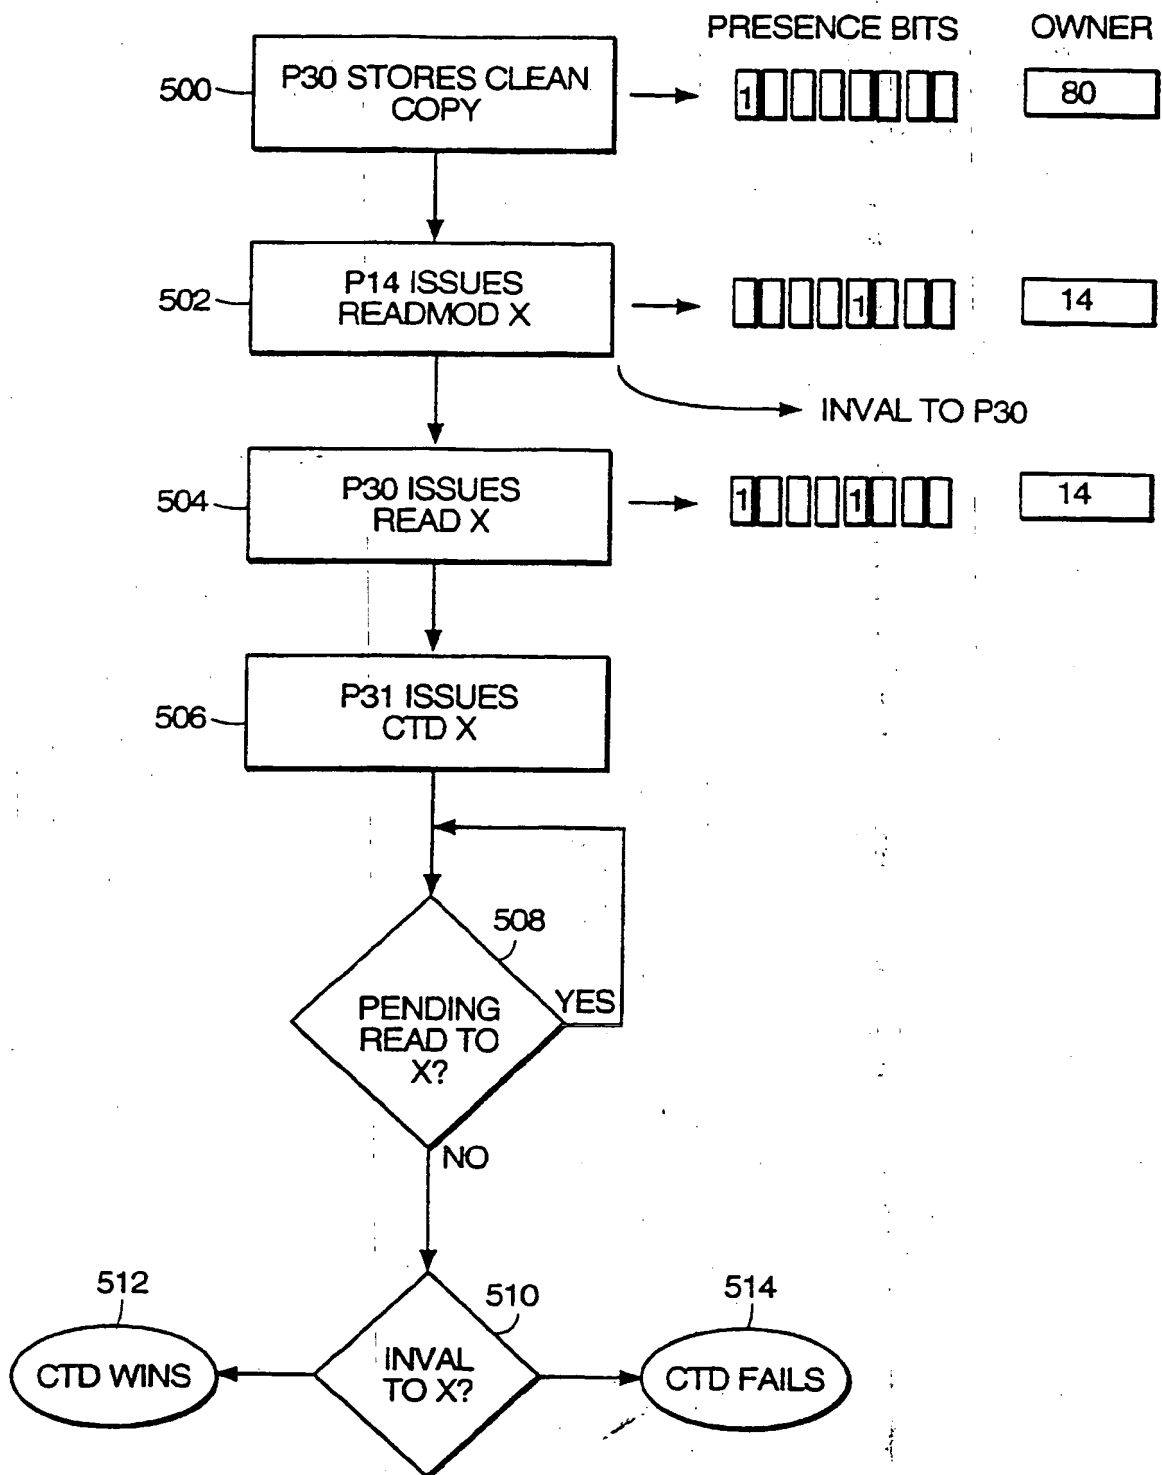 PRESENCE BITS OWNER
500 P30 STORES CLEAN
COPY
1
80
502 P14 ISSUES
READMOD X
1
14
INVAL TO P30
504 P30 ISSUES
READ X
1 1
14
506 P31 ISSUES
CTD X
508
PENDING
READ TO
X?
YES
NO
510
INVAL
TO X?
512
CTD WINS
514
CTD FAILS